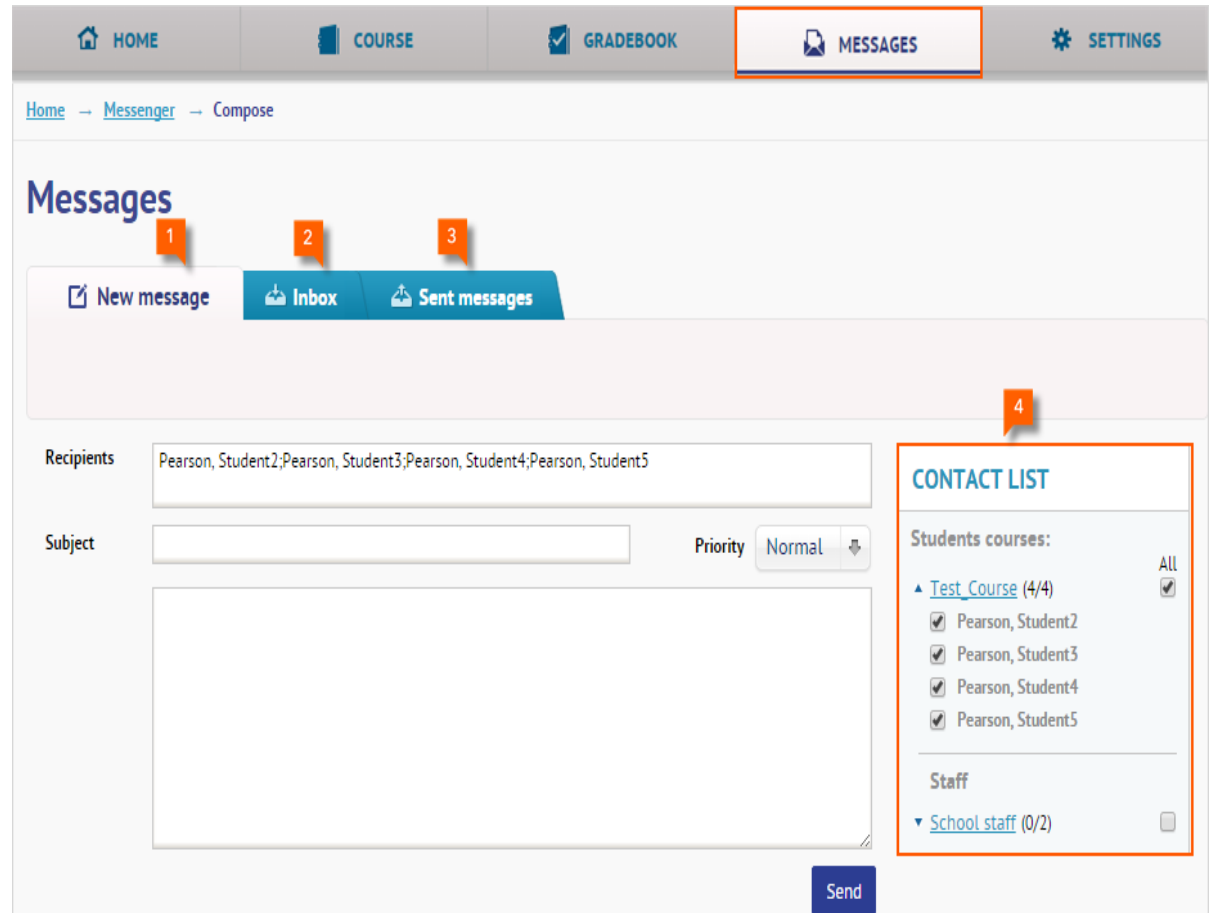 HOME COURSE GRADEBOOK MESSAGES SETTINGS
Home → Messenger → Compose
Messages
1 2 3
New message Inbox Sent messages
4
Recipients Pearson, Student2;Pearson, Student3;Pearson, Student4;Pearson, Student5
CONTACT LIST
Subject Priority Normal
Students courses:
All
Test_Course (4/4)
Pearson, Student2
Pearson, Student3
Pearson, Student4
Pearson, Student5
Staff
School staff (0/2)
Send